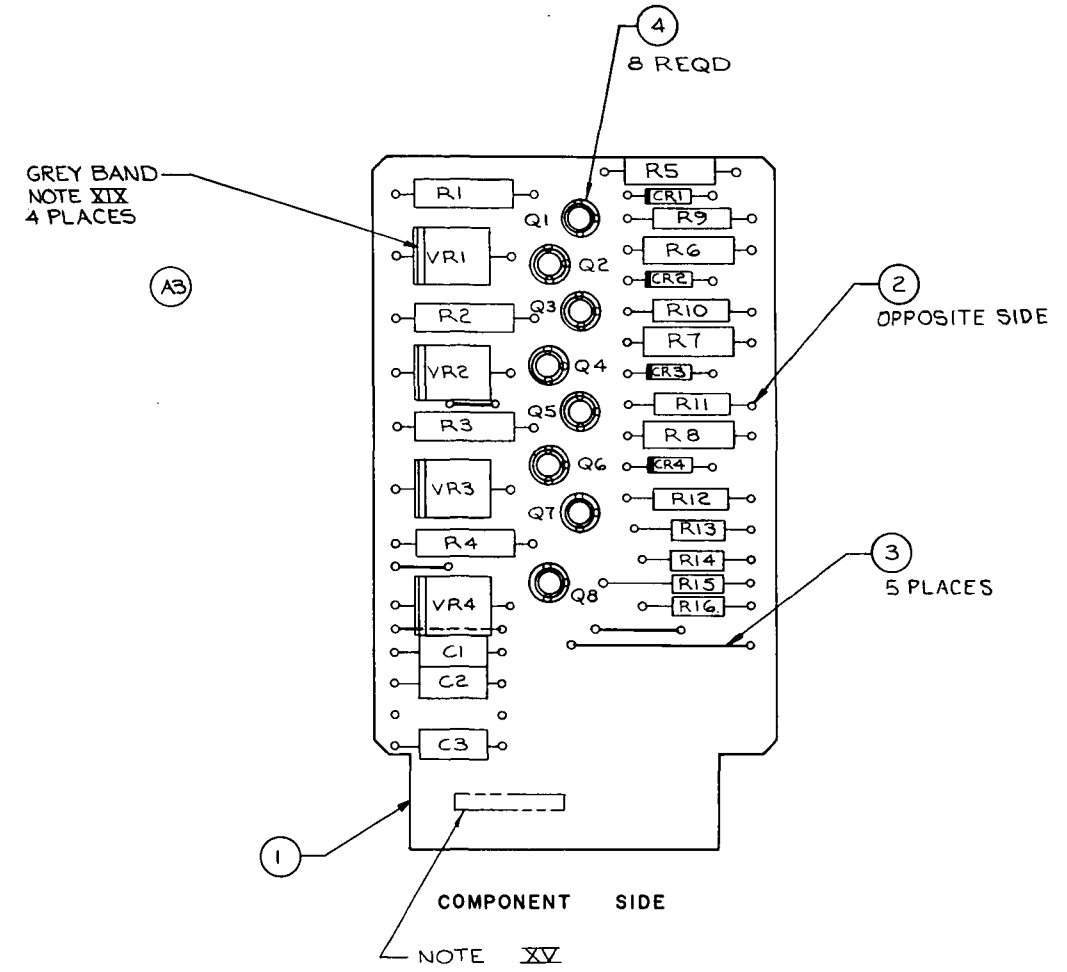 4
8 REQD
GREY BAND
NOTE XIX
4 PLACES
A3
2
OPPOSITE SIDE
3
5 PLACES
R1
VR1
R2
VR2
R3
VR3
R4
VR4
C1
C2
C3
Q1
Q2
Q3
Q4
Q5
Q6
Q7
Q8
R5
CR1
R9
R6
CR2
R10
R7
CR3
R11
R8
CR4
R12
R13
R14
R15
R16
1
COMPONENT SIDE
NOTE XV